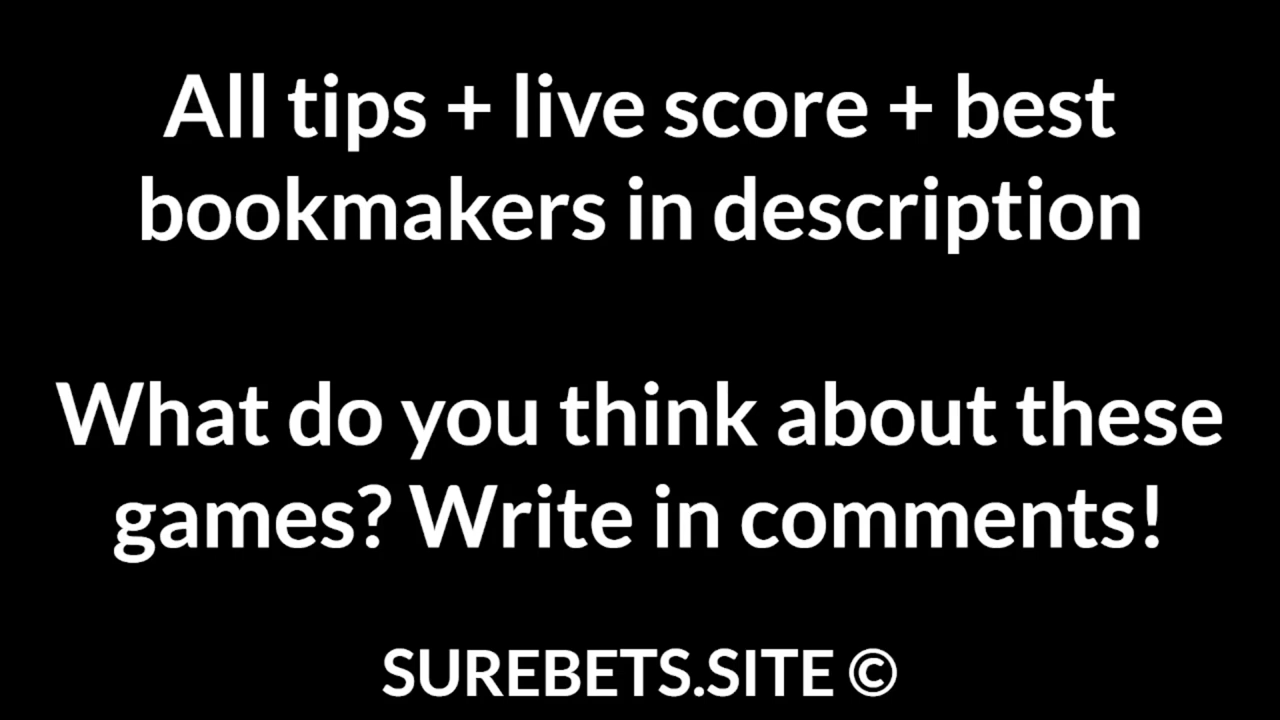 All tips + live score + best
bookmakers in description
What do you think about these
games? Write in comments!
SUREBETS.SITE ©